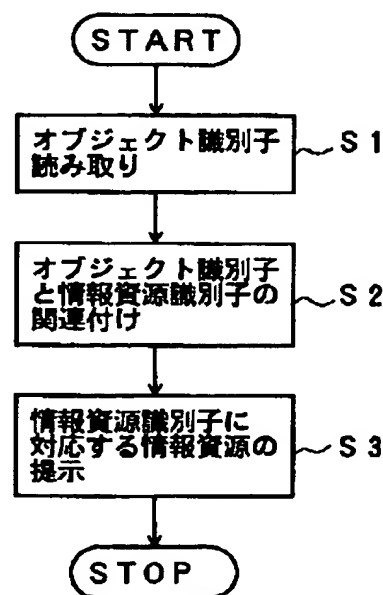 START
オブジェクト識別子
読み取り
S1
オブジェクト識別子
と情報資源識別子の
関連付け
S2
情報資源識別子に
対応する情報資源の
提示
S3
STOP